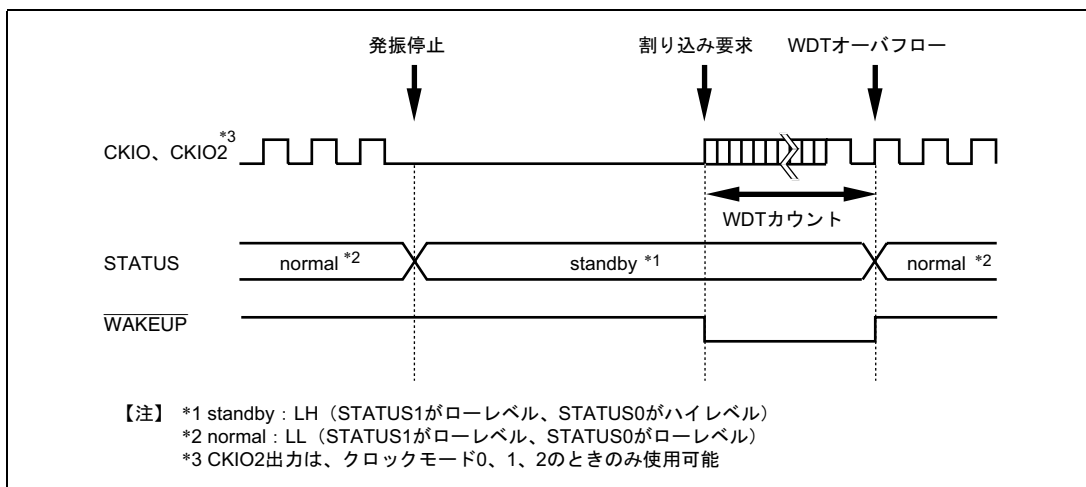 発振停止 割り込み要求 WDTオーバフロー
CKIO、CKIO2*3
WDTカウント
STATUS normal *2 standby *1 normal *2
WAKEUP
【注】 *1 standby：LH（STATUS1がローレベル、STATUS0がハイレベル）
*2 normal：LL（STATUS1がローレベル、STATUS0がローレベル）
*3 CKIO2出力は、クロックモード0、1、2のときのみ使用可能